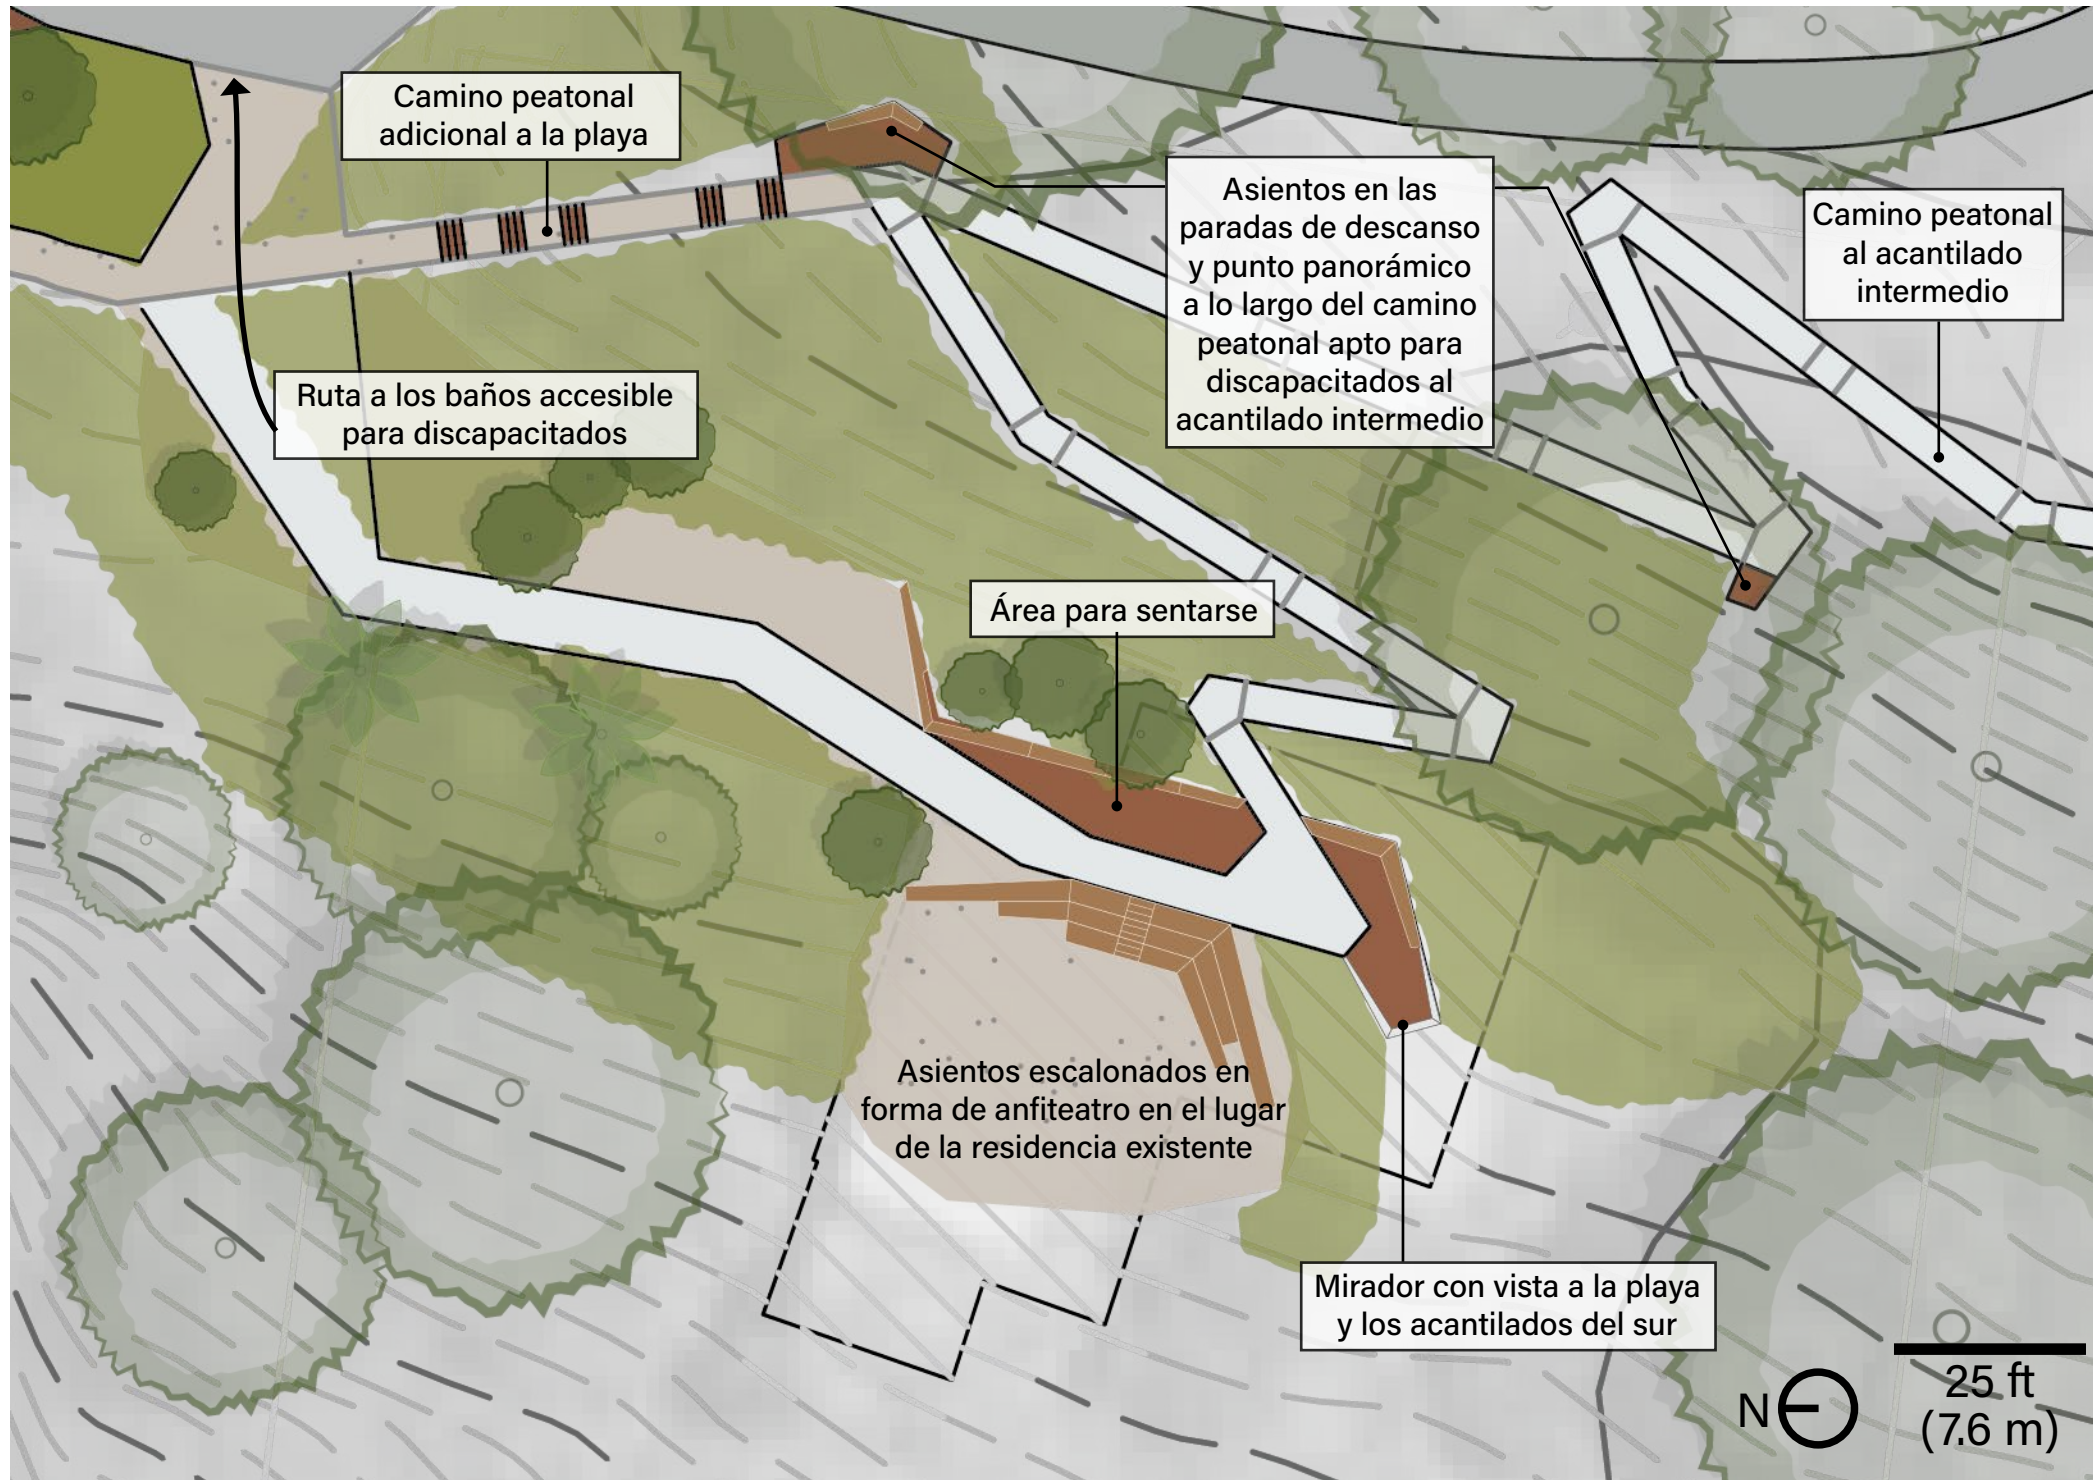 Camino peatonal
adicional a la playa
Asientos en las
paradas de descanso
y punto panorámico
a lo largo del camino
peatonal apto para
discapacitados al
acantilado intermedio
Camino peatonal
al acantilado
intermedio
Ruta a los baños accesible
para discapacitados
Área para sentarse
Asientos escalonados en
forma de anfiteatro en el lugar
de la residencia existente
Mirador con vista a la playa
y los acantilados del sur
N
25 ft
(7.6 m)